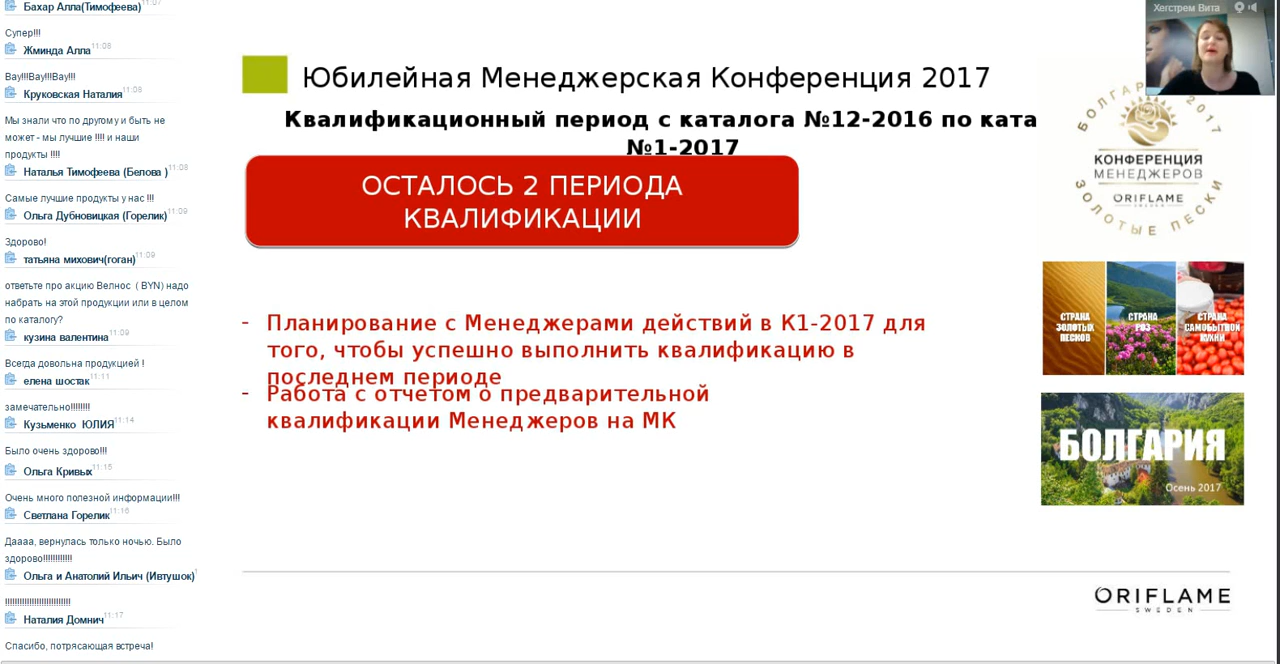 Бахар Алла(Тимофеева) 11:07
Супер!!!
Жминда Алла 11:08
Вау!!!Вау!!!Вау!!!
Круковская Наталия 11:08
Мы знали что по другому и быть не
может - мы лучшие !!!! и наши
продукты !!!!
Наталья Тимофеева (Белова ) 11:08
Самые лучшие продукты у нас !!!
Ольга Дубновицкая (Горелик) 11:09
Здорово!
татьяна михович(гоган) 11:09
ответьте про акцию Велнос ( BYN) надо
набрать на этой продукции или в целом
по каталогу?
кузина валентина 11:09
Всегда довольна продукцией !
елена шостак 11:11
замечательно!!!!!!!!
Кузьменко ЮЛИЯ 11:14
Было очень здорово!!!
Ольга Кривых 11:15
Очень много полезной информации!!!
Светлана Горелик 11:16
Даааа, вернулась только ночью. Было
здорово!!!!!!!!!!!!
Ольга и Анатолий Ильич (Ивтушок) 1
!!!!!!!!!!!!!!!!!!!!!!!!!!!
Наталия Домнич 11:17
Спасибо, потрясающая встреча!
Юбилейная Менеджерская Конференция 2017
Квалификационный период с каталога №12-2016 по ката
№1-2017
ОСТАЛОСЬ 2 ПЕРИОДА
КВАЛИФИКАЦИИ
- Планирование с Менеджерами действий в К1-2017 для
того, чтобы успешно выполнить квалификацию в
последнем периоде
- Работа с отчетом о предварительной
квалификации Менеджеров на МК
Хегстрем Вита
БОЛГАР 2017
КОНФЕРЕНЦИЯ
МЕНЕДЖЕРОВ
ORIFLAME
SWEDEN
ЗОЛОТЫЕ ПЕСКИ
СТРАНА
ЗОЛОТЫХ
ПЕСКОВ
СТРАНА
РОЗ
СТРАНА
САМОБЫТНОЙ
КУХНИ
БОЛГАРИЯ
Осень 2017
ORIFLAME
SWEDEN